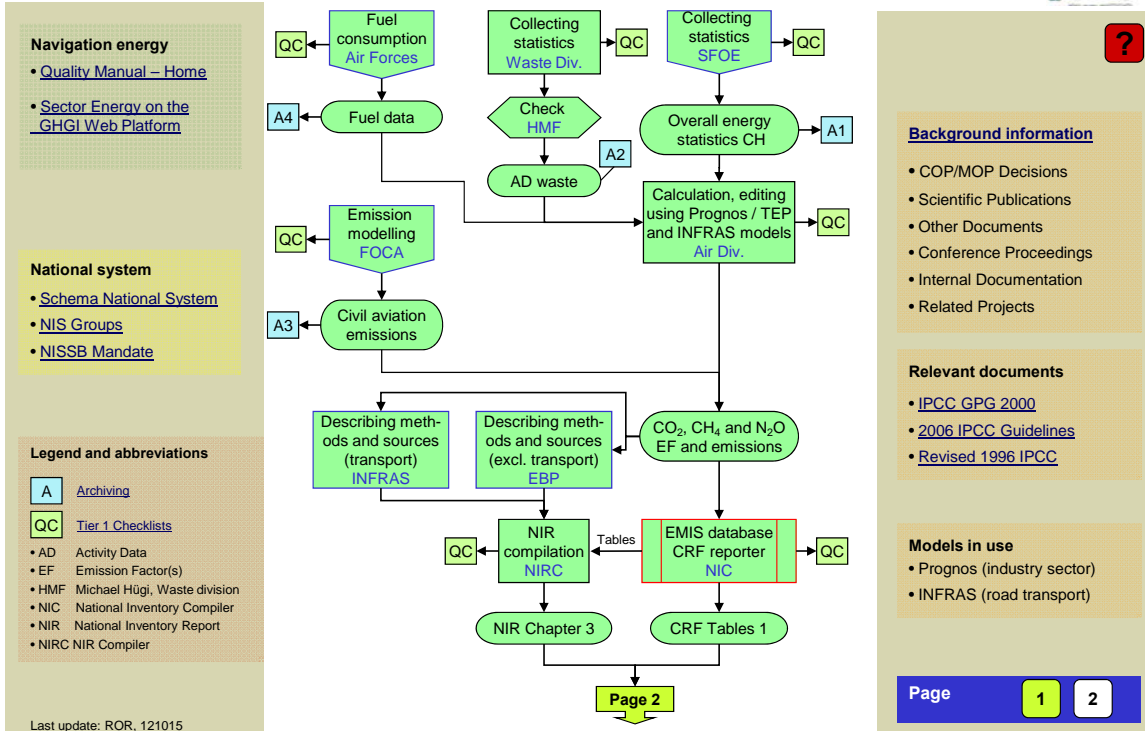 Navigation energy
• Quality Manual – Home
• Sector Energy on the
GHGI Web Platform
National system
• Schema National System
• NIS Groups
• NISSB Mandate
Legend and abbreviations
A Archiving
QC Tier 1 Checklists
• AD Activity Data
• EF Emission Factor(s)
• HMF Michael Hügi, Waste division
• NIC National Inventory Compiler
• NIR National Inventory Report
• NIRC NIR Compiler
Last update: ROR, 121015
QC
Fuel
consumption
Air Forces
Collecting
statistics
Waste Div.
QC
Collecting
statistics
SFOE
QC
A4
Fuel data
Check
HMF
Overall energy
statistics CH
A1
A2
AD waste
Calculation, editing
using Prognos / TEP
and INFRAS models
Air Div.
QC
QC
Emission
modelling
FOCA
A3
Civil aviation
emissions
Describing meth-
ods and sources
(transport)
INFRAS
Describing meth-
ods and sources
(excl. transport)
EBP
CO₂, CH₄ and N₂O
EF and emissions
QC
NIR
compilation
NIRC
Tables
EMIS database
CRF reporter
NIC
QC
NIR Chapter 3
CRF Tables 1
Page 2
?
Background information
• COP/MOP Decisions
• Scientific Publications
• Other Documents
• Conference Proceedings
• Internal Documentation
• Related Projects
Relevant documents
• IPCC GPG 2000
• 2006 IPCC Guidelines
• Revised 1996 IPCC
Models in use
• Prognos (industry sector)
• INFRAS (road transport)
Page 1 2